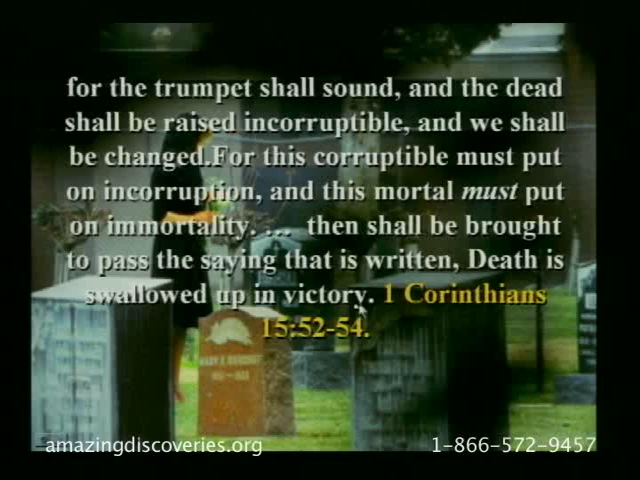 for the trumpet shall sound, and the dead
shall be raised incorruptible, and we shall
be changed.For this corruptible must put
on incorruption, and this mortal must put
on immortality. … then shall be brought
to pass the saying that is written, Death is
swallowed up in victory. 1 Corinthians
15:52-54.
amazingdiscoveries.org
1-866-572-9457